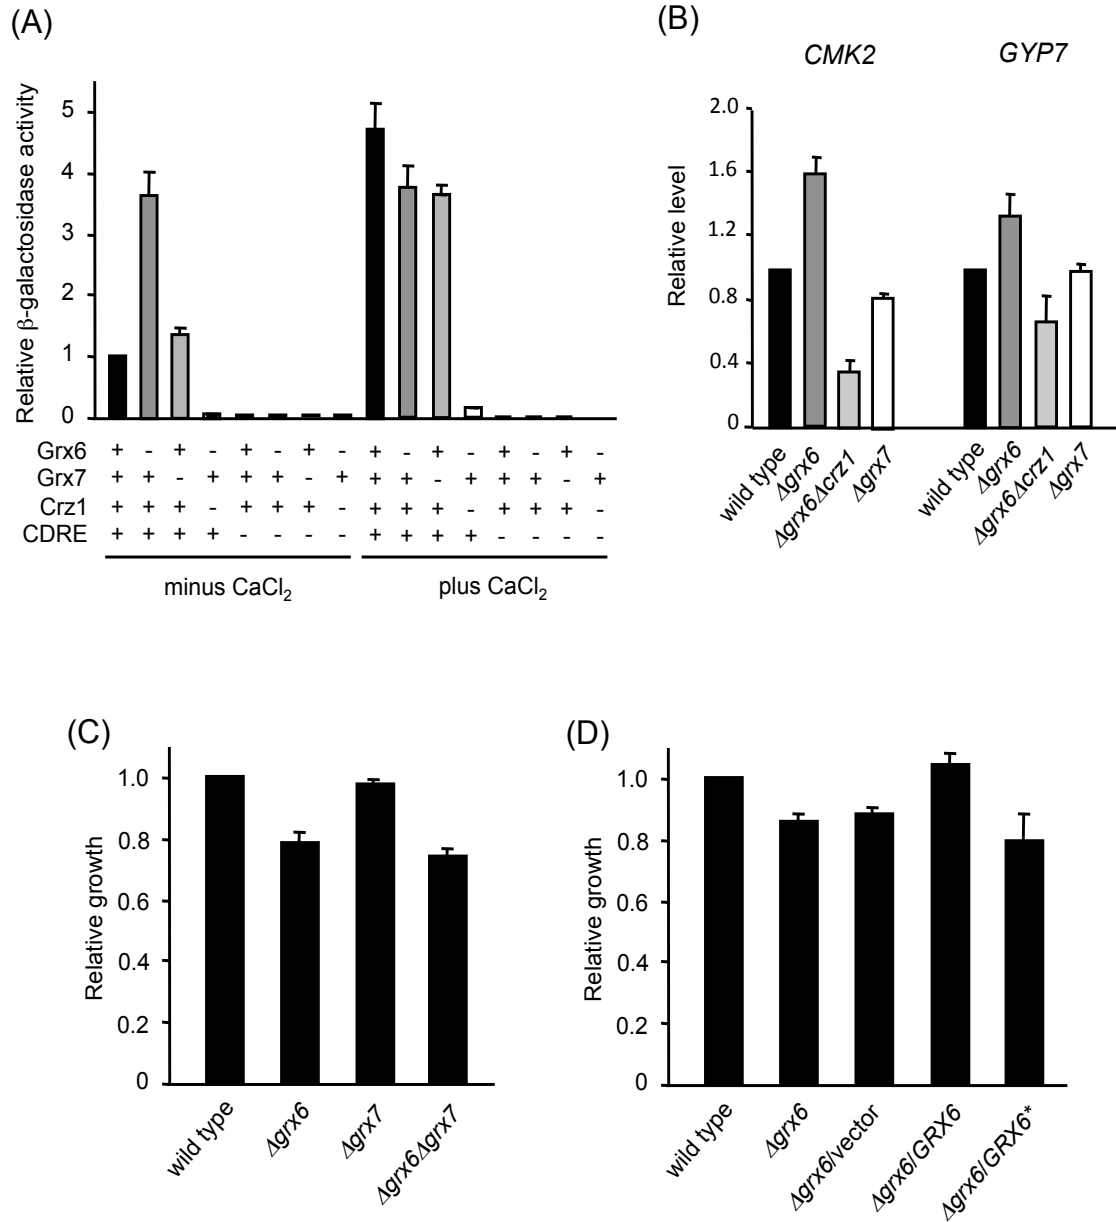 (A)
Relative β-galactosidase activity
5
4
3
2
1
0
Grx6 + - + + + - + + + - + + + - + +
Grx7 + + - + + + - + + + - + + + - +
Crz1 + + + - + + + - + + + - + + + -
CDRE + + + + - - - - + + + + - - - -
minus CaCl2
plus CaCl2
(B)
CMK2
GYP7
Relative level
2.0
1.6
1.2
0.8
0.4
0
wild type
Δgrx6
Δgrx6Δcrz1
Δgrx7
wild type
Δgrx6
Δgrx6Δcrz1
Δgrx7
(C)
Relative growth
1.0
0.8
0.6
0.4
0.2
0
wild type
Δgrx6
Δgrx7
Δgrx6Δgrx7
(D)
Relative growth
1.0
0.8
0.6
0.4
0.2
0
wild type
Δgrx6
Δgrx6/vector
Δgrx6/GRX6
Δgrx6/GRX6*